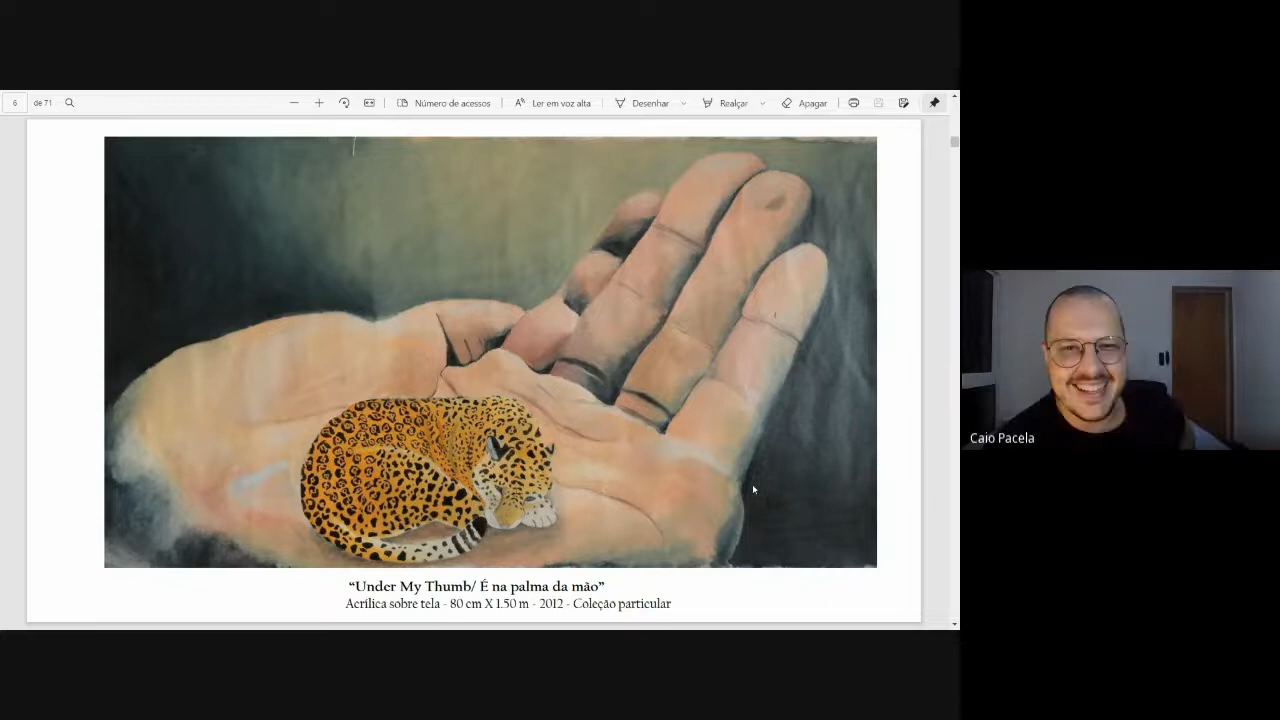 6 de 71 Número de acessos Ler em voz alta Desenhar Realçar Apagar
“Under My Thumb/ É na palma da mão”
Acrílica sobre tela - 80 cm X 1.50 m - 2012 - Coleção particular
Caio Pacela